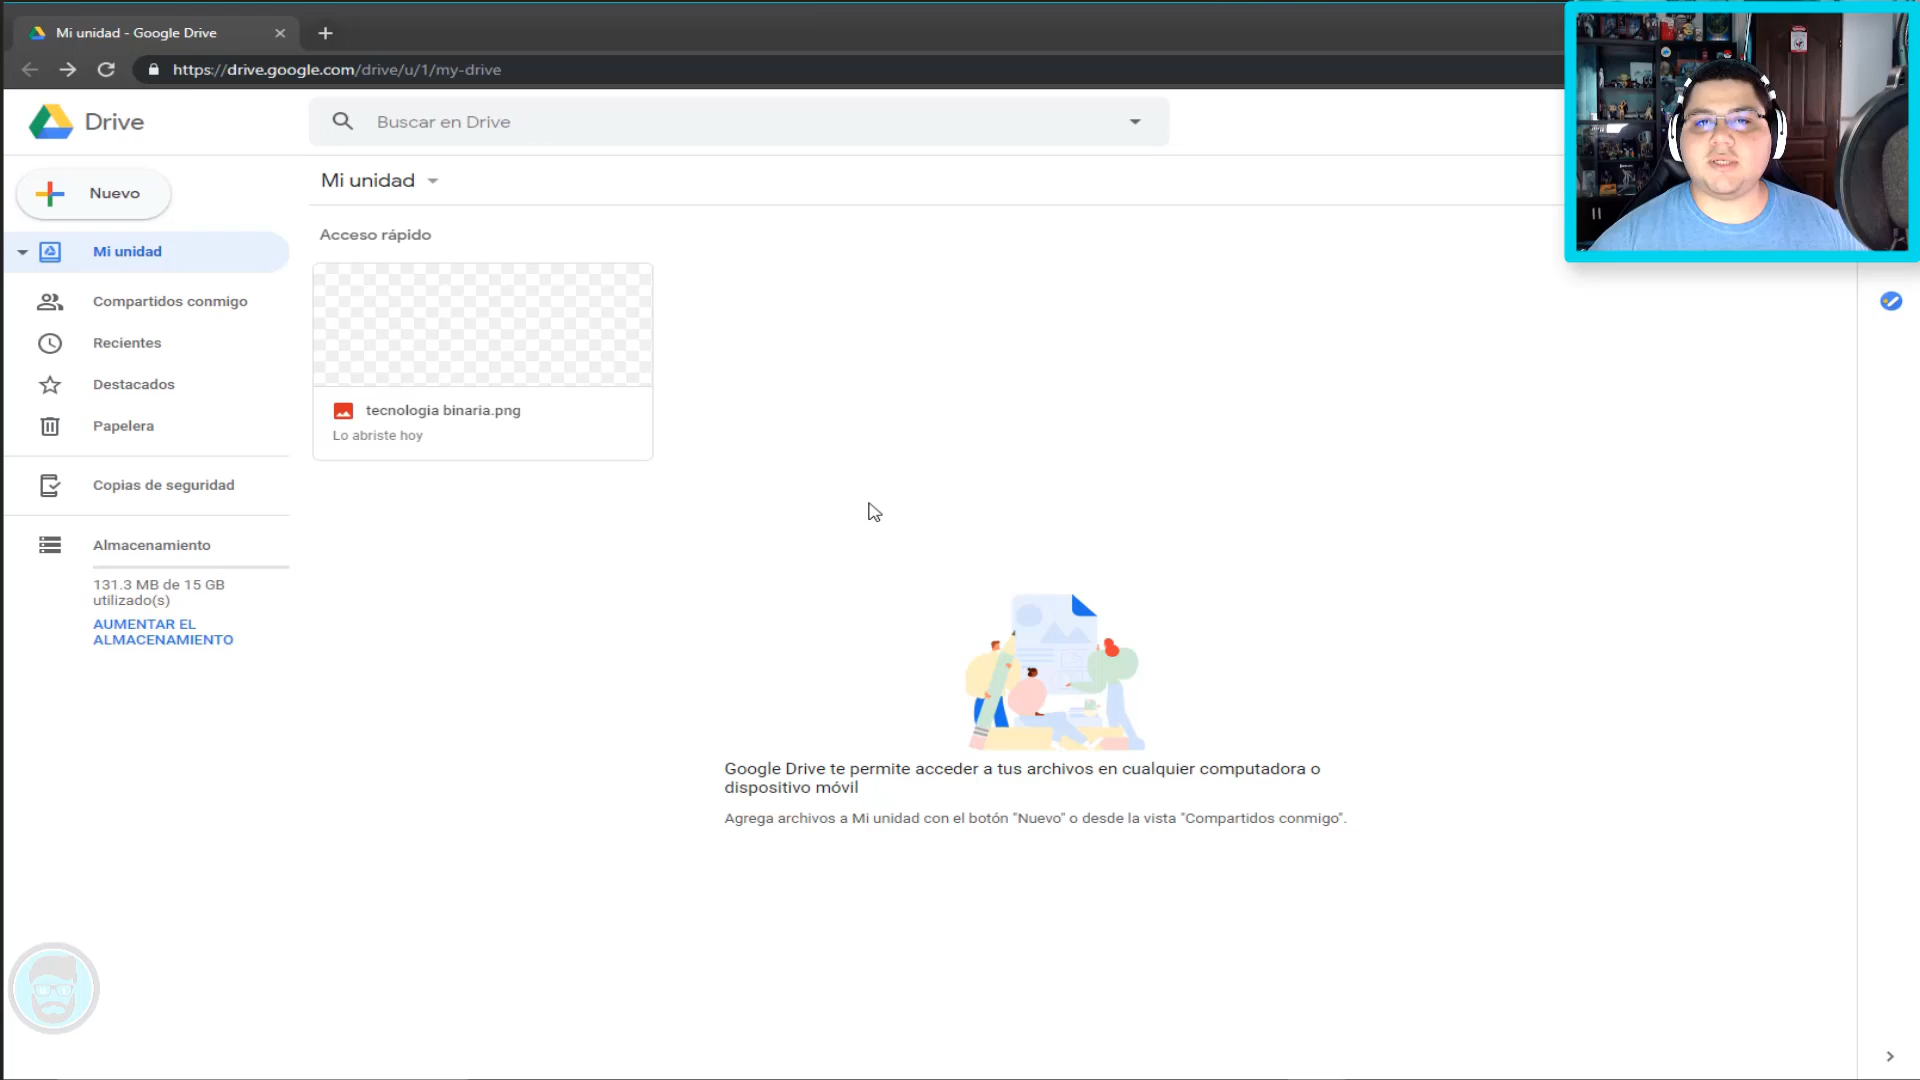 Mi unidad - Google Drive
https://drive.google.com/drive/u/1/my-drive
Drive
Buscar en Drive
Nuevo
Mi unidad
Acceso rápido
Mi unidad
Compartidos conmigo
Recientes
Destacados
Papelera
Copias de seguridad
Almacenamiento
131.3 MB de 15 GB
utilizado(s)
AUMENTAR EL
ALMACENAMIENTO
tecnologia binaria.png
Lo abriste hoy
Google Drive te permite acceder a tus archivos en cualquier computadora o
dispositivo móvil
Agrega archivos a Mi unidad con el botón "Nuevo" o desde la vista "Compartidos conmigo".